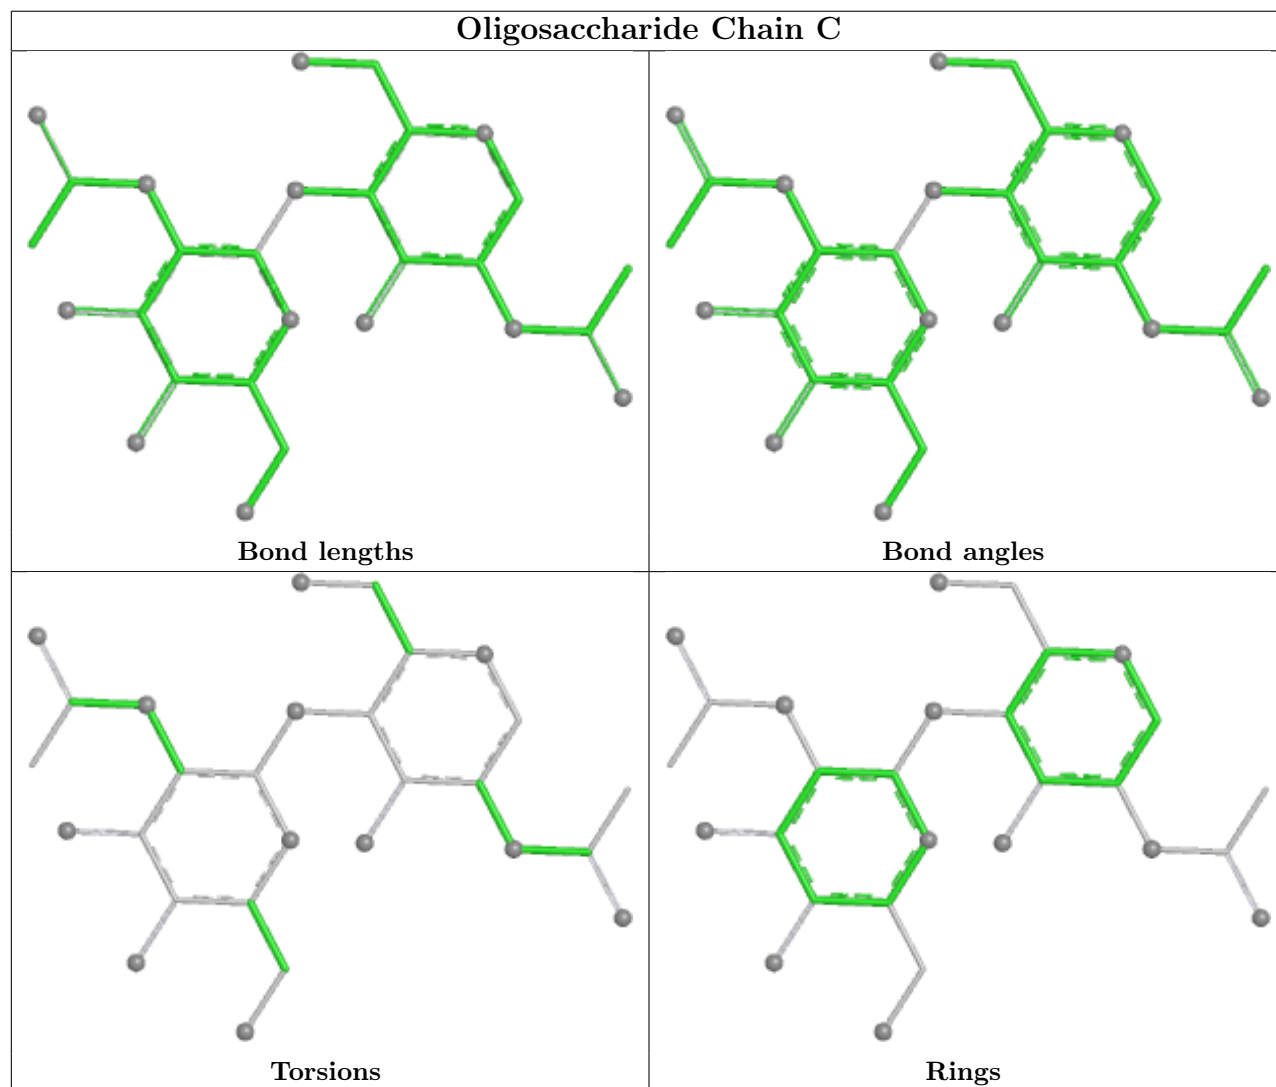 Oligosaccharide Chain C
Bond lengths
Bond angles
Torsions
Rings